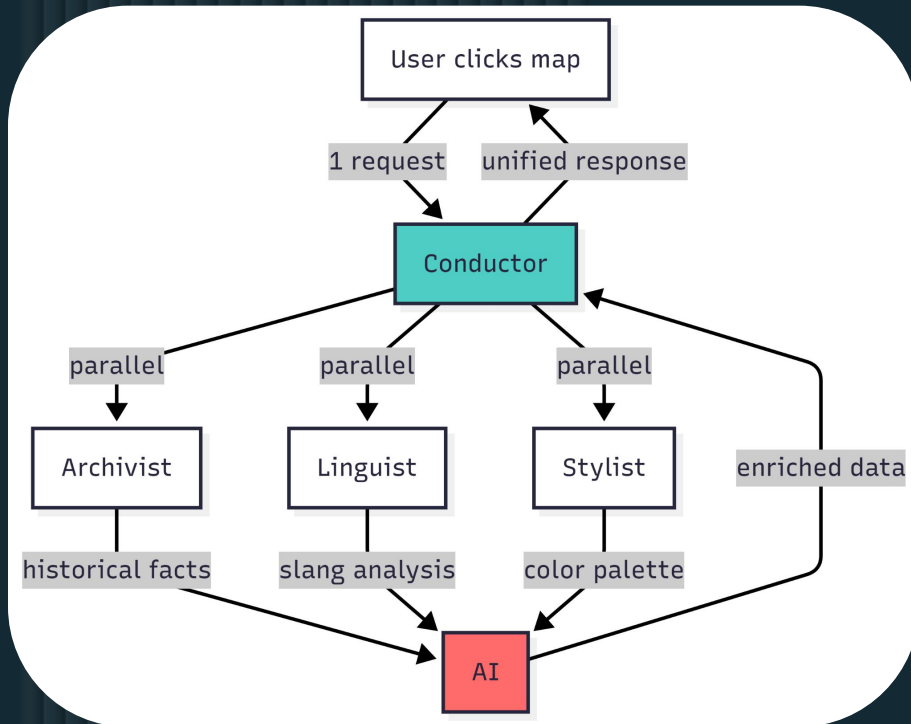 User clicks map
1 request
unified response
Conductor
parallel
parallel
parallel
Archivist
Linguist
Stylist
enriched data
historical facts
slang analysis
color palette
AI